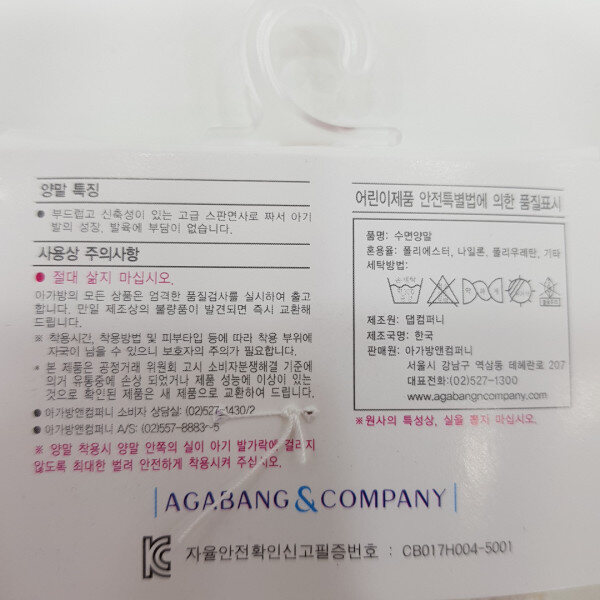 양말 특징
● 부드럽고 신축성이 있는 고급 스판면사로 짜서 아기
발의 성장, 발육에 부담이 없습니다.
사용상 주의사항
● 절대 삶지 마십시오.
아가방의 모든 상품은 엄격한 품질검사를 실시하여 출고
합니다. 만일 제조상의 불량품이 발견되면 즉시 교환해
드립니다.
※ 착용시간, 착용방법 및 피부타입 등에 따라 착용 부위에
자국이 남을 수 있으니 보호자의 주의가 필요합니다.
※ 본 제품은 공정거래 위원회 고시 소비자분쟁해결 기준에
의거 유통중에 손상 되었거나 제품 성능에 이상이 있는
것으로 확인된 제품은 새 제품으로 교환하여 드립니다.
● 아가방앤컴퍼니 소비자 상담실: (02)527-1430/2
● 아가방앤컴퍼니 A/S: (02)557-8883~5
※ 양말 착용시 양말 안쪽의 실이 아기 발가락에 걸리지
않도록 최대한 벌려 안전하게 착용시켜 주십시오.
어린이제품 안전특별법에 의한 품질표시
품명: 수면양말
혼용율: 폴리에스터, 나일론, 폴리우레탄, 기타
세탁방법:
제조원: 댑컴퍼니
제조국명: 한국
판매원: 아가방앤컴퍼니
서울시 강남구 역삼동 테헤란로 207
대표전화:(02)527-1300
www.agabangncompany.com
※원사의 특성상, 실을 뽑지 마십시오.
AGABANG&COMPANY
자율안전확인신고필증번호 : CB017H004-5001